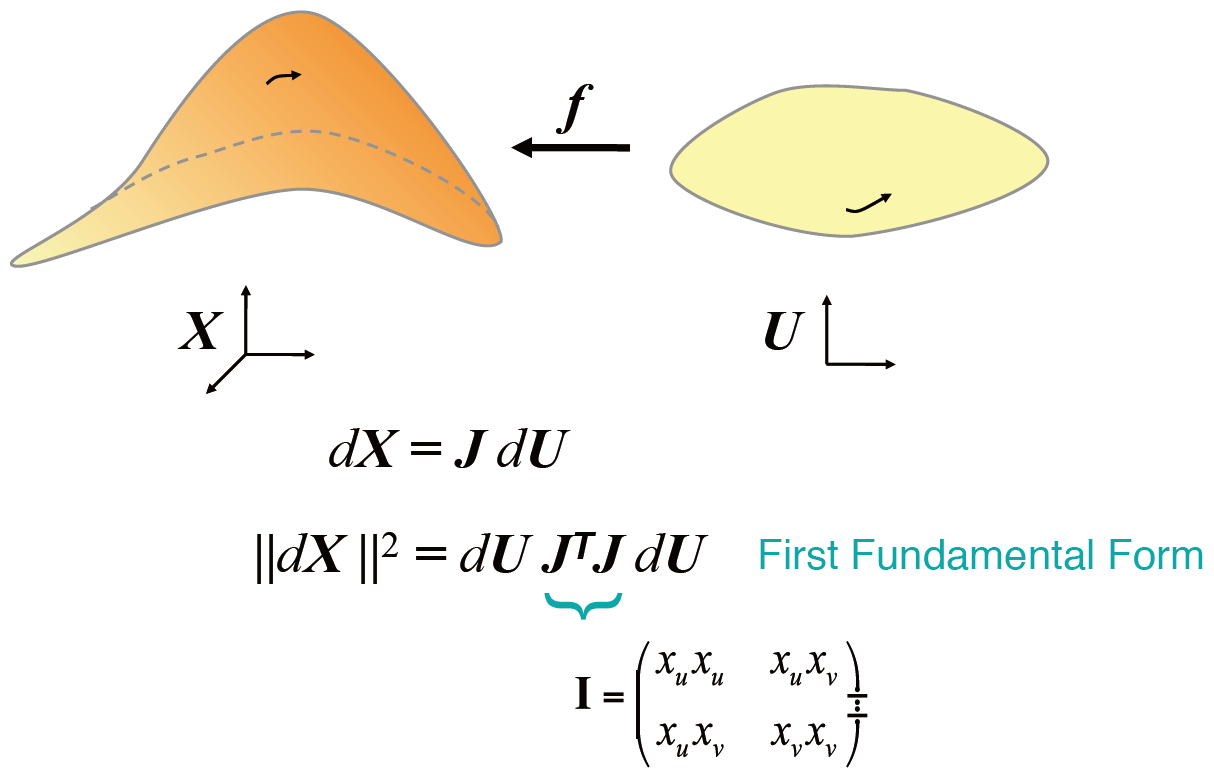 f
X
U
dX = J dU
||dX ||² = dU JᵀJ dU First Fundamental Form
I = ( xᵤxᵤ xᵤxᵥ
xᵤxᵥ xᵥxᵥ )